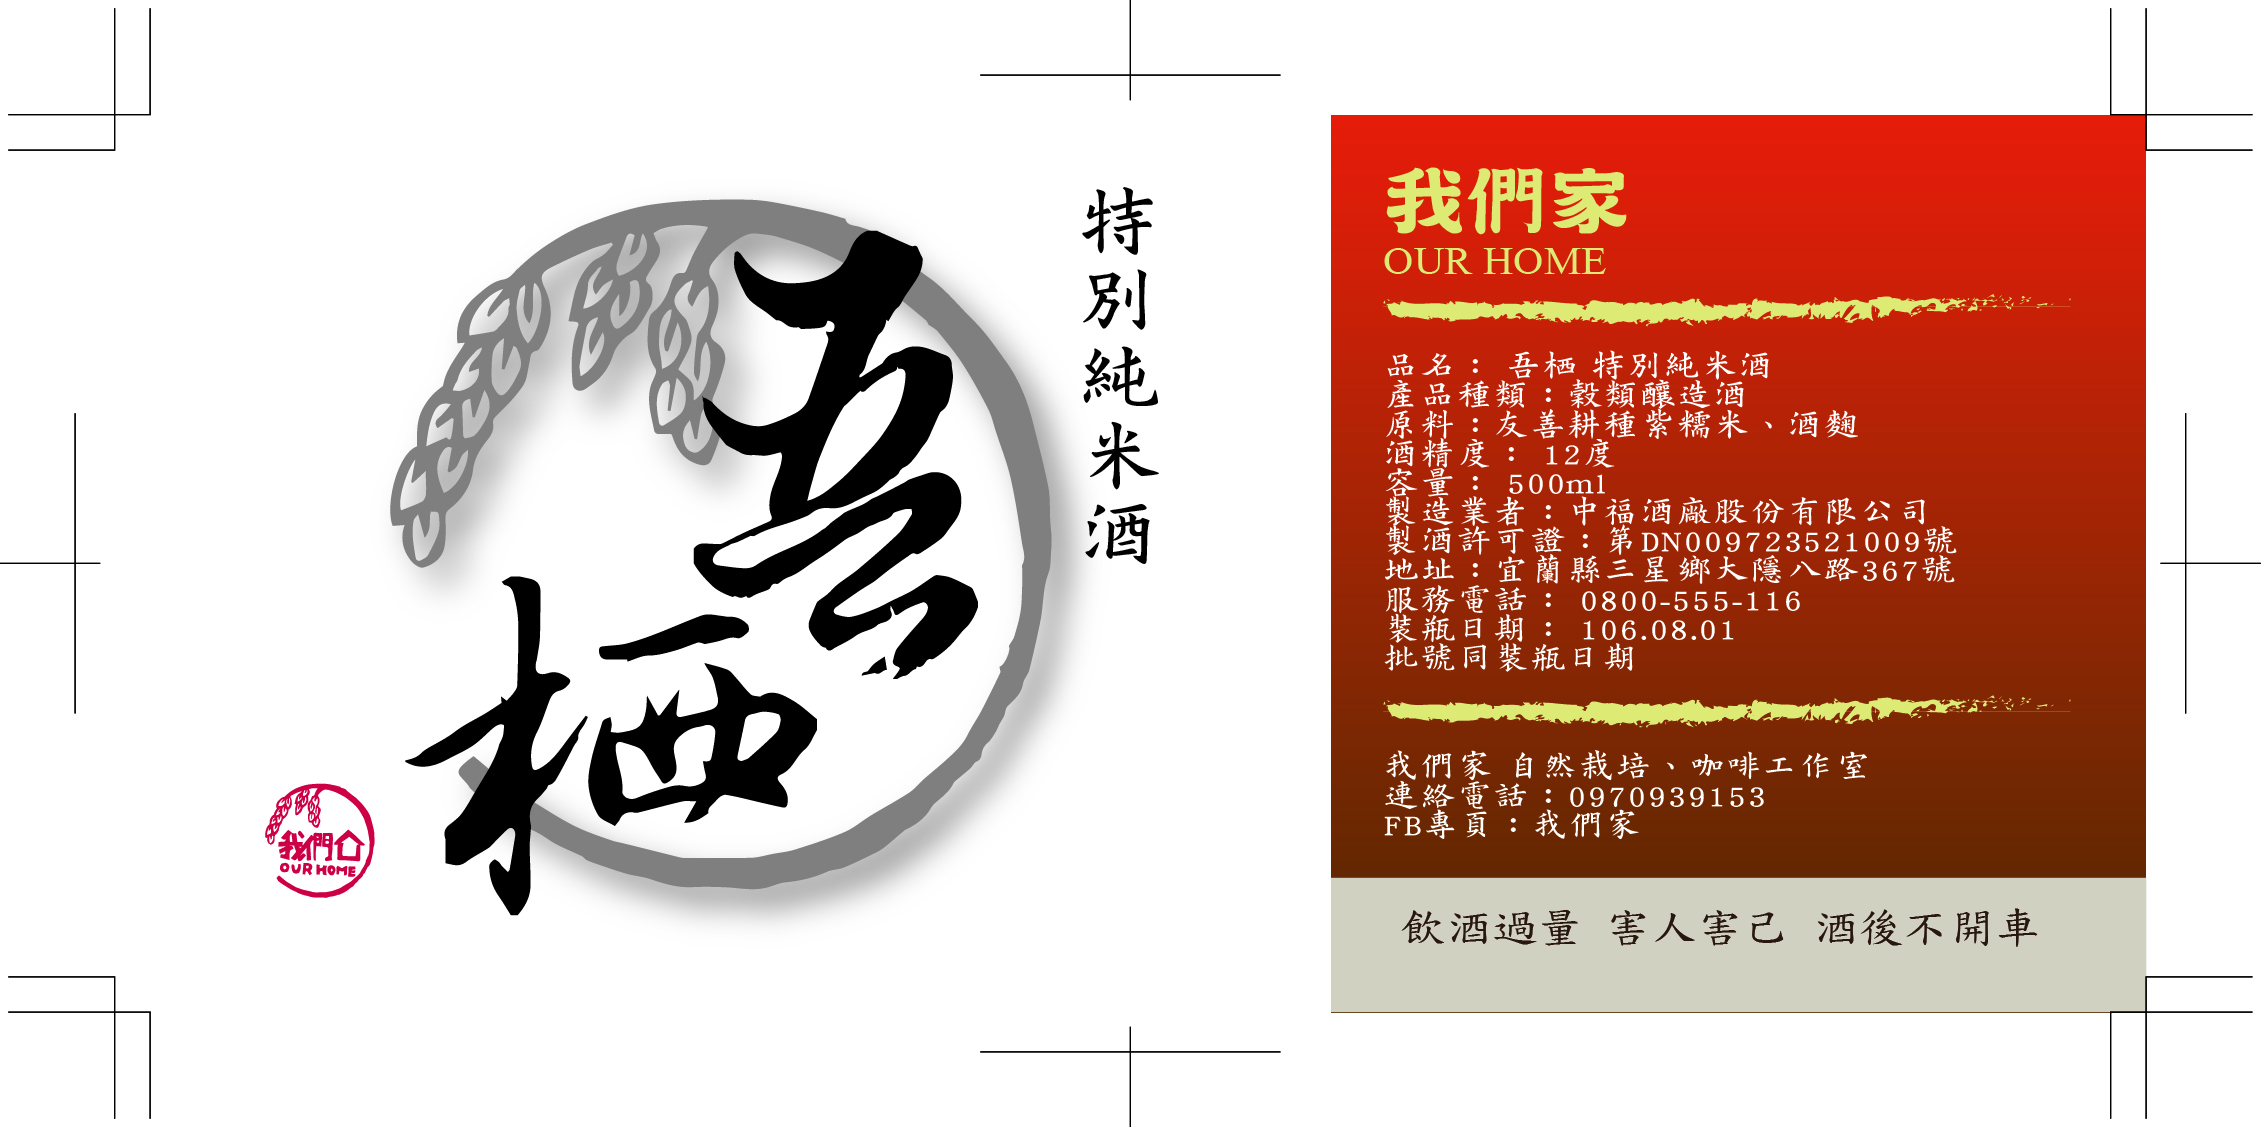 特別純米酒
吾栖
我們
OUR HOME
我們家
OUR HOME
品名： 吾栖 特別純米酒
產品種類：穀類釀造酒
原料：友善耕種紫糯米、酒麴
酒精度： 12度
容量： 500ml
製造業者：中福酒廠股份有限公司
製酒許可證：第DN009723521009號
地址：宜蘭縣三星鄉大隱八路367號
服務電話： 0800-555-116
裝瓶日期： 106.08.01
批號同裝瓶日期
我們家 自然栽培、咖啡工作室
連絡電話：0970939153
FB專頁：我們家
飲酒過量 害人害己 酒後不開車